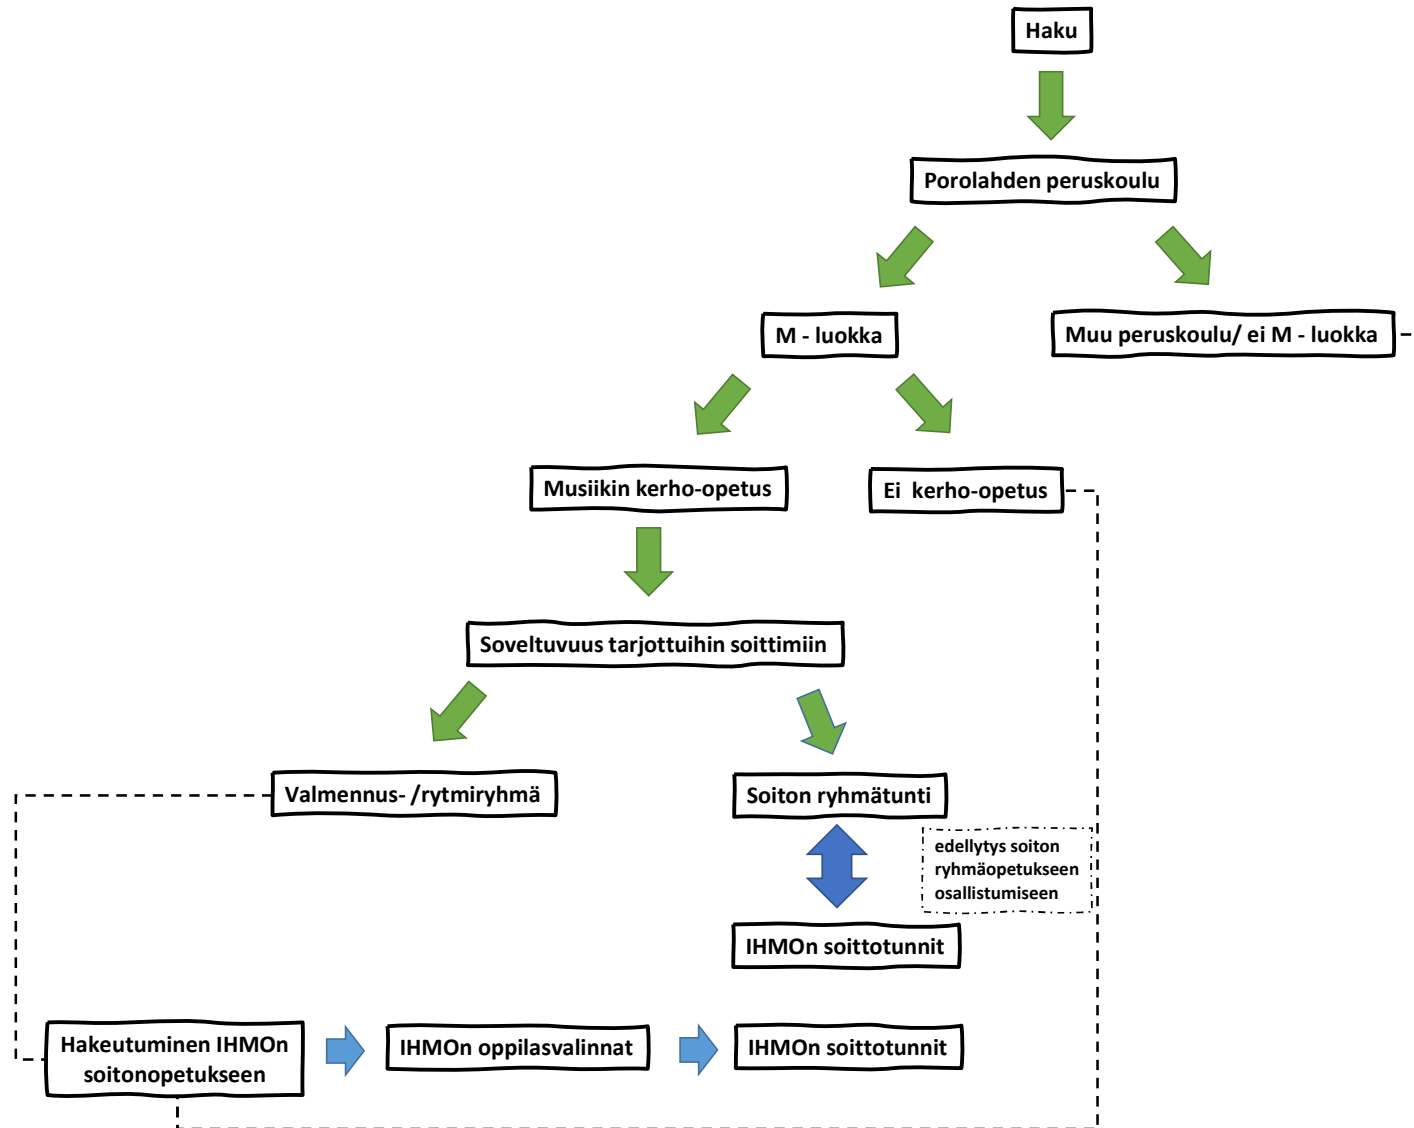 Haku
Porolahden peruskoulu
M - luokka
Muu peruskoulu/ ei M - luokka
Musiikin kerho-opetus
Ei kerho-opetus
Soveltuvuus tarjottuihin soittimiin
Valmennus- /rytmiryhmä
Soiton ryhmätunti
edellytys soiton
ryhmäopetukseen
osallistumiseen
IHMOn soittotunnit
Hakeutuminen IHMOn
soitonopetukseen
IHMOn oppilasvalinnat
IHMOn soittotunnit